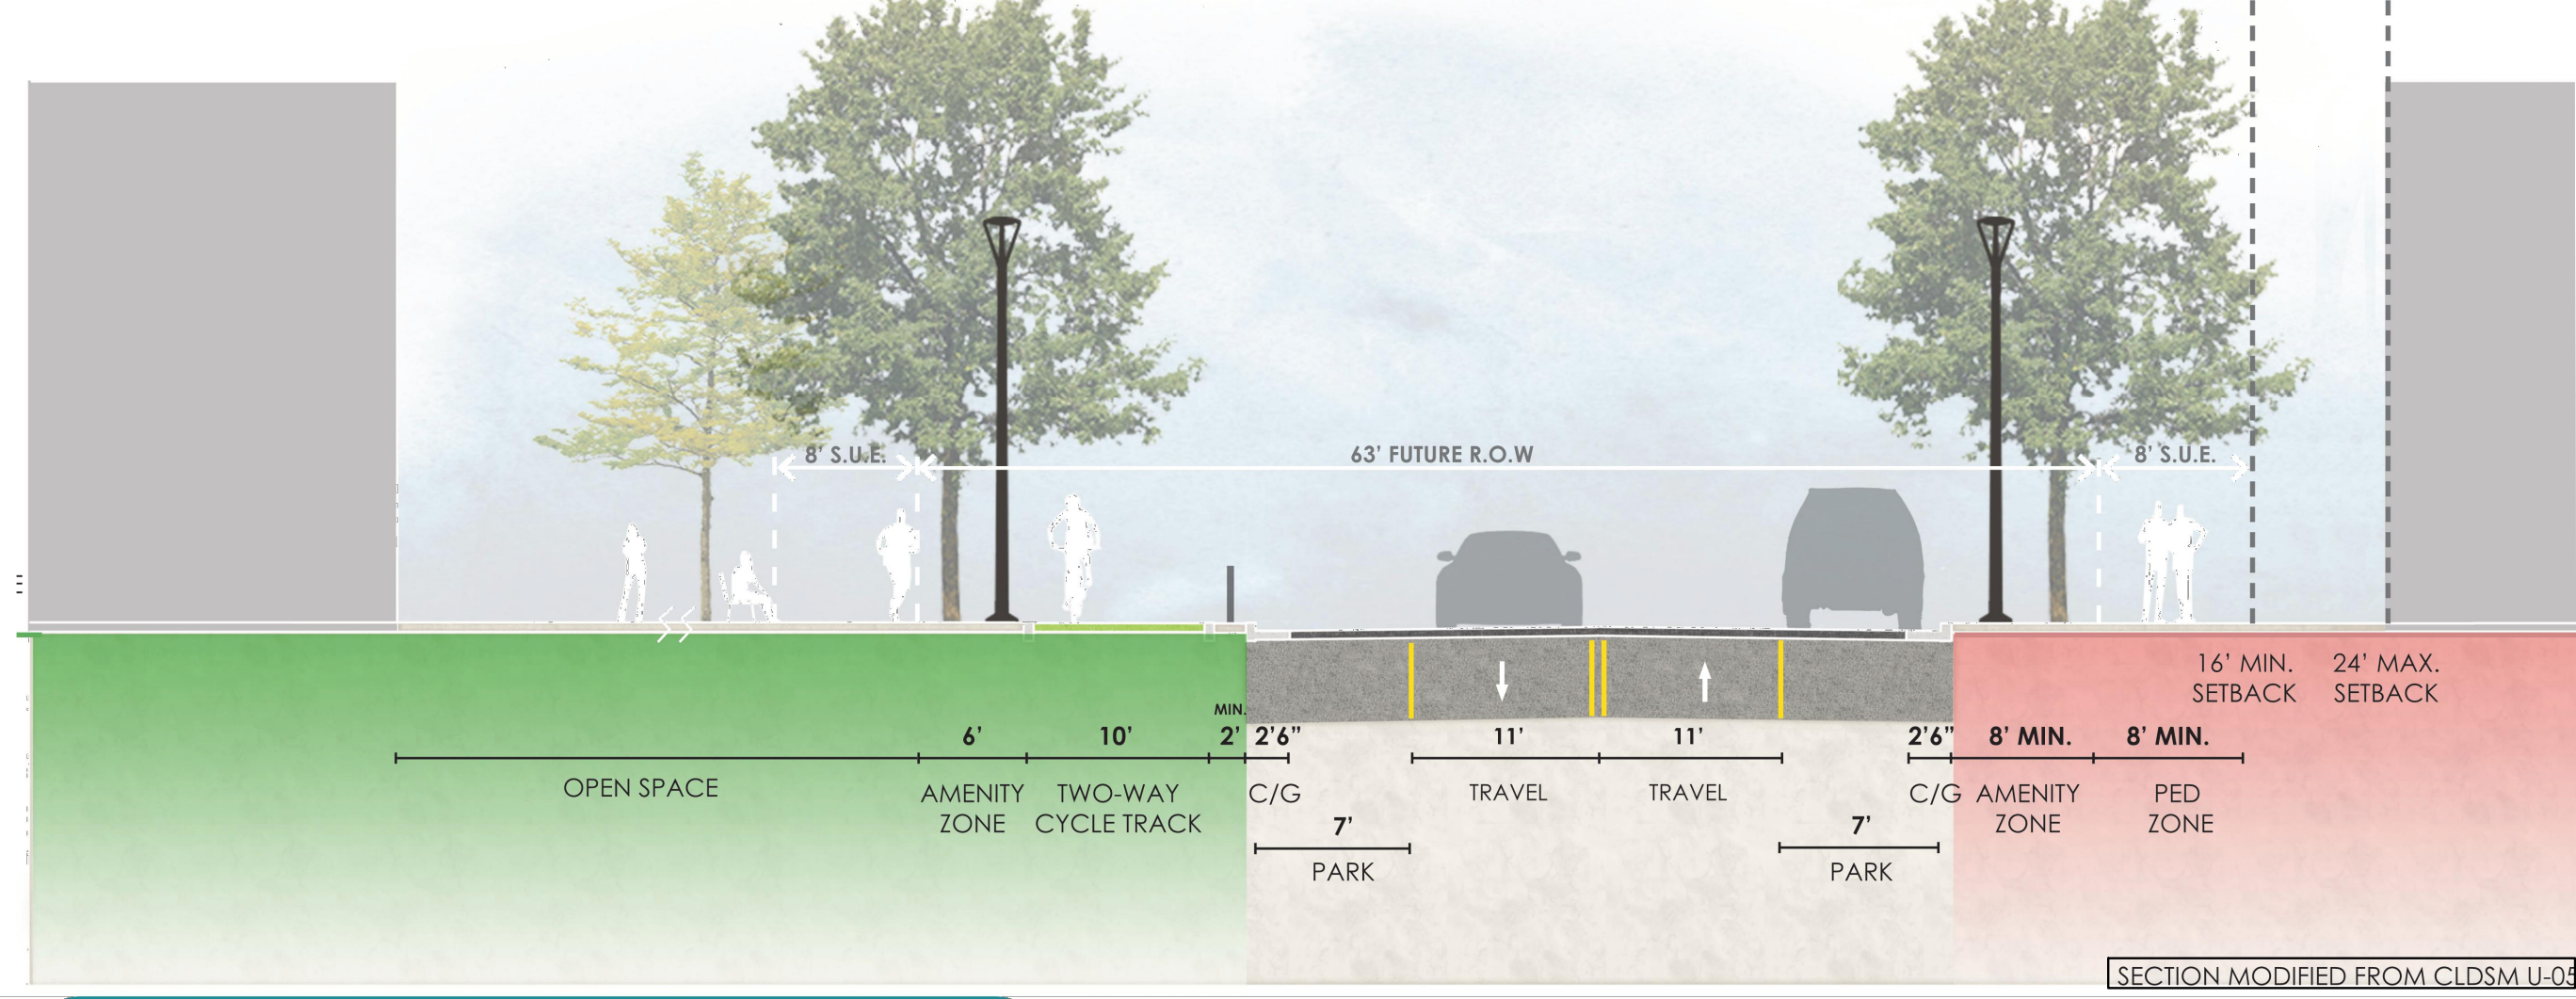 8' S.U.E.
63' FUTURE R.O.W
8' S.U.E.
16' MIN.
SETBACK
24' MAX.
SETBACK
6'
AMENITY
ZONE
10'
TWO-WAY
CYCLE TRACK
MIN.
2'
2'6"
C/G
OPEN SPACE
7'
PARK
11'
TRAVEL
11'
TRAVEL
7'
PARK
2'6"
C/G
8' MIN.
AMENITY
ZONE
8' MIN.
PED
ZONE
SECTION MODIFIED FROM CLDSM U-05